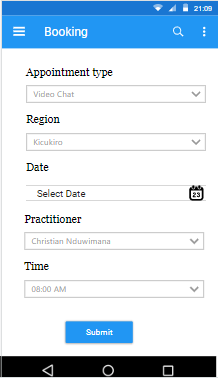 21:09
Booking
Appointment type
Video Chat
Region
Kicukiro
Date
Select Date
23
Practitioner
Christian Nduwimana
Time
08:00 AM
Submit